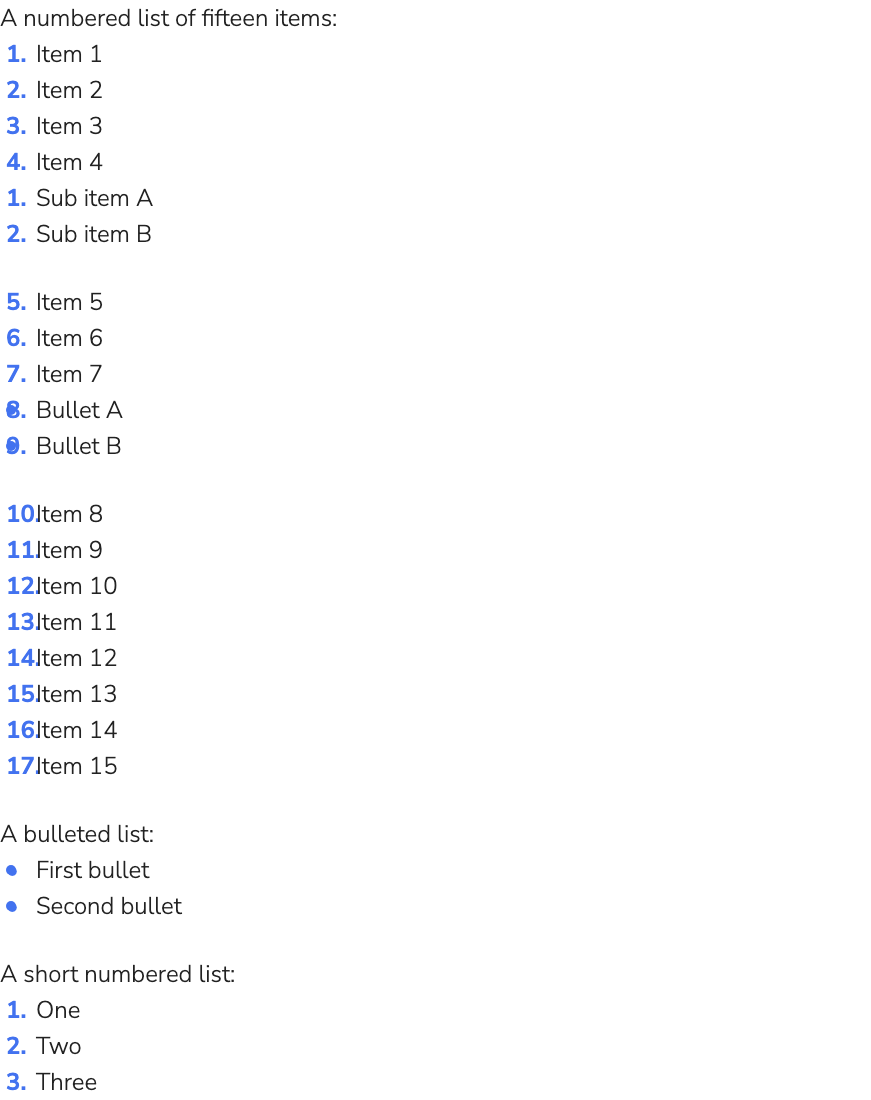 A numbered list of fifteen items:
1. Item 1
2. Item 2
3. Item 3
4. Item 4
1. Sub item A
2. Sub item B
5. Item 5
6. Item 6
7. Item 7
8. Bullet A
9. Bullet B
10. Item 8
11. Item 9
12. Item 10
13. Item 11
14. Item 12
15. Item 13
16. Item 14
17. Item 15
A bulleted list:
• First bullet
• Second bullet
A short numbered list:
1. One
2. Two
3. Three